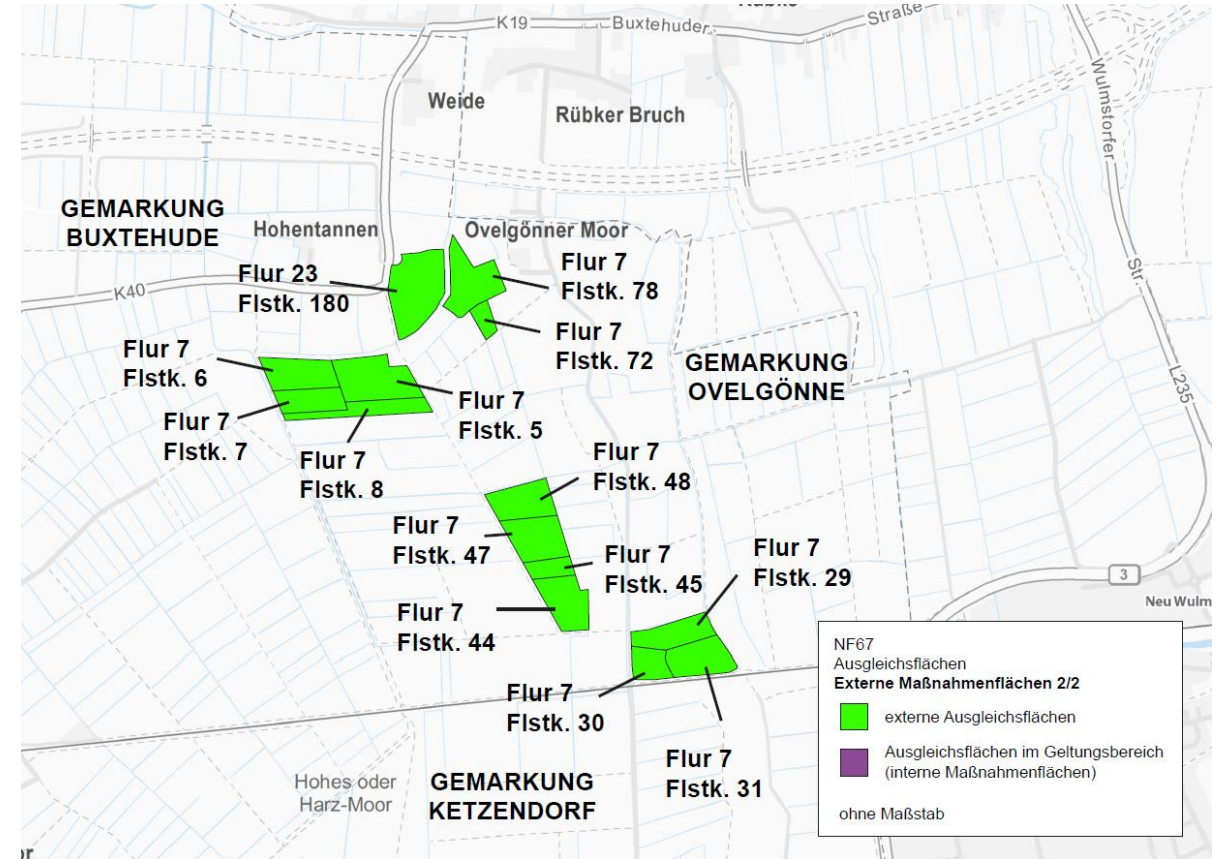 K19
Buxtehuder
Straße
Weide
Rübker Bruch
Wulmstorfer
Str.
L235
GEMARKUNG
BUXTEHUDE
Hohentannen
Ovelgönner Moor
K40
Flur 23
Flstk. 180
Flur 7
Flstk. 78
Flur 7
Flstk. 72
Flur 7
Flstk. 6
GEMARKUNG
OVELGÖNNE
Flur 7
Flstk. 7
Flur 7
Flstk. 5
Flur 7
Flstk. 8
Flur 7
Flstk. 48
Flur 7
Flstk. 47
Flur 7
Flstk. 45
Flur 7
Flstk. 29
Flur 7
Flstk. 44
3
Neu Wulm
Flur 7
Flstk. 30
Flur 7
Flstk. 31
Hohes oder
Harz-Moor
GEMARKUNG
KETZENDORF
NF67
Ausgleichsflächen
Externe Maßnahmenflächen 2/2
externe Ausgleichsflächen
Ausgleichsflächen im Geltungsbereich
(interne Maßnahmenflächen)
ohne Maßstab